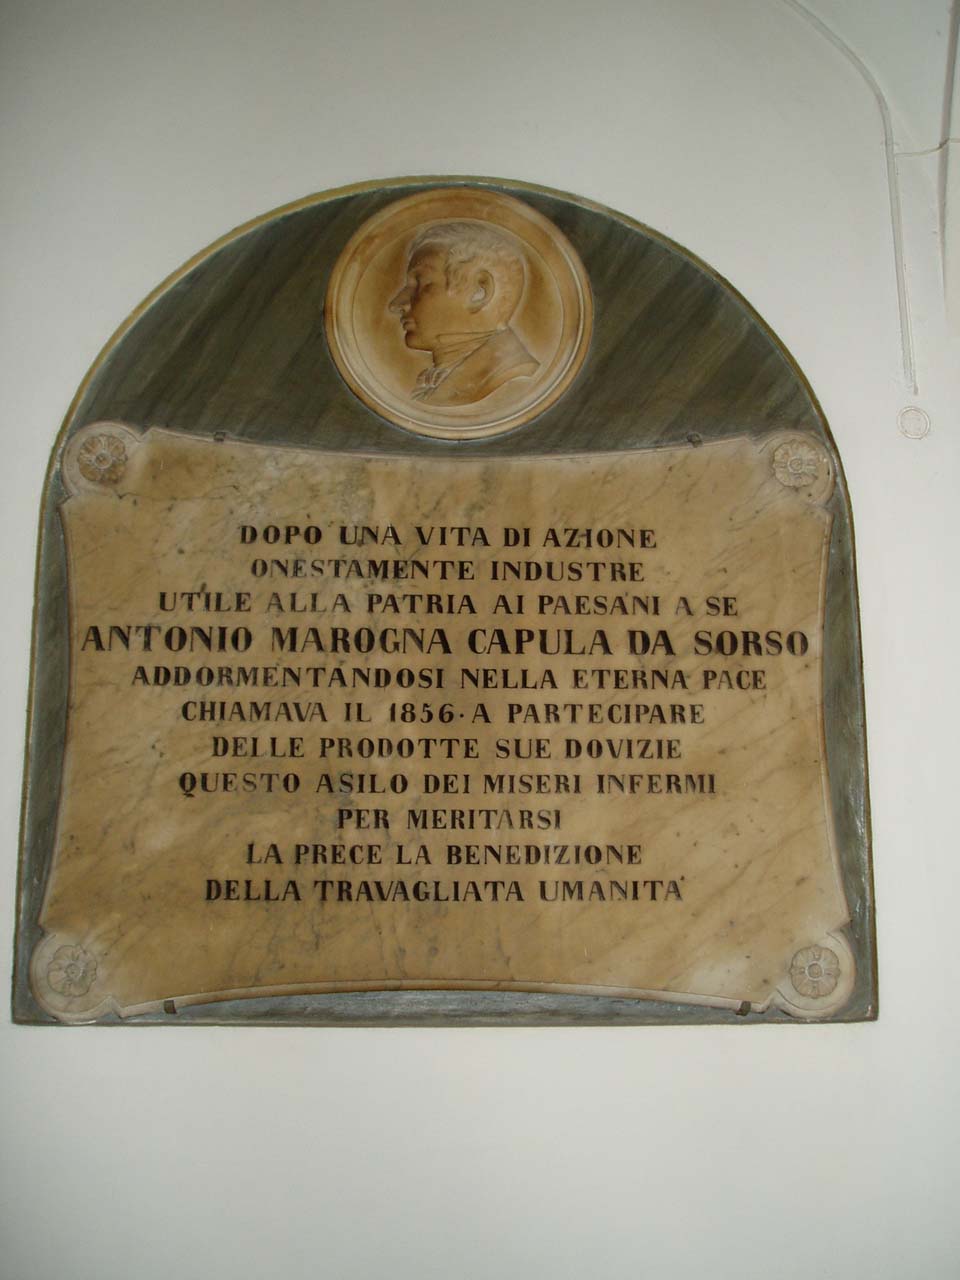 DOPO UNA VITA DI AZIONE
ONESTAMENTE INDUSTRE
UTILE ALLA PATRIA AI PAESANI A SE
ANTONIO MAROGNA CAPULA DA SORSO
ADDORMENTANDOSI NELLA ETERNA PACE
CHIAMAVA IL 1856 · A PARTECIPARE
DELLE PRODOTTE SUE DOVIZIE
QUESTO ASILO DEI MISERI INFERMI
PER MERITARSI
LA PRECE LA BENEDIZIONE
DELLA TRAVAGLIATA UMANITA'